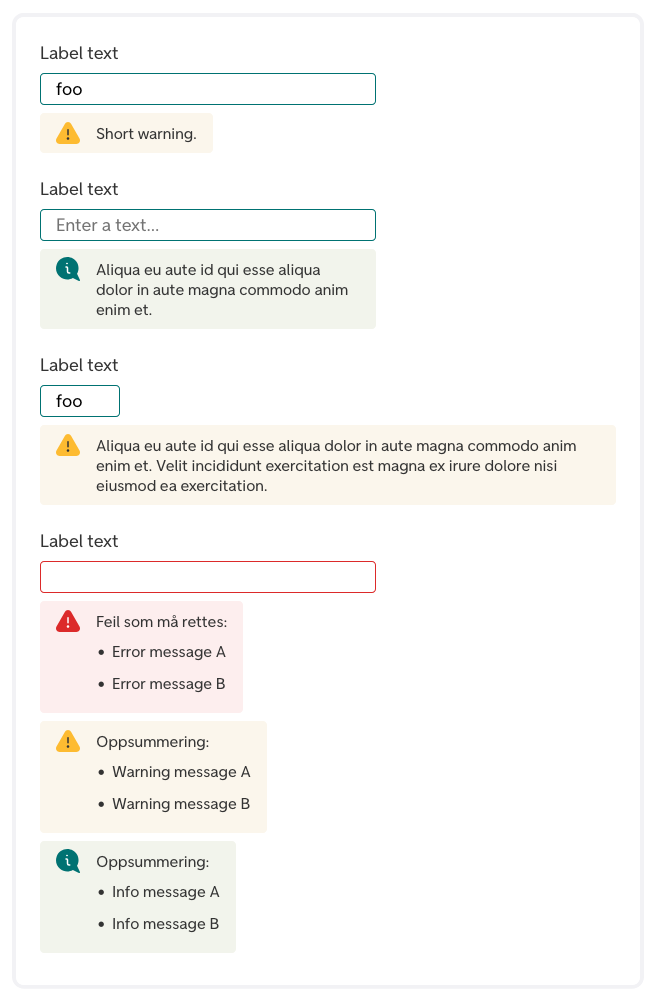 Label text
foo
Short warning.
Label text
Enter a text...
Aliqua eu aute id qui esse aliqua
dolor in aute magna commodo anim
enim et.
Label text
foo
Aliqua eu aute id qui esse aliqua dolor in aute magna commodo anim
enim et. Velit incididunt exercitation est magna ex irure dolore nisi
eiusmod ea exercitation.
Label text
Feil som må rettes:
• Error message A
• Error message B
Oppsummering:
• Warning message A
• Warning message B
Oppsummering:
• Info message A
• Info message B